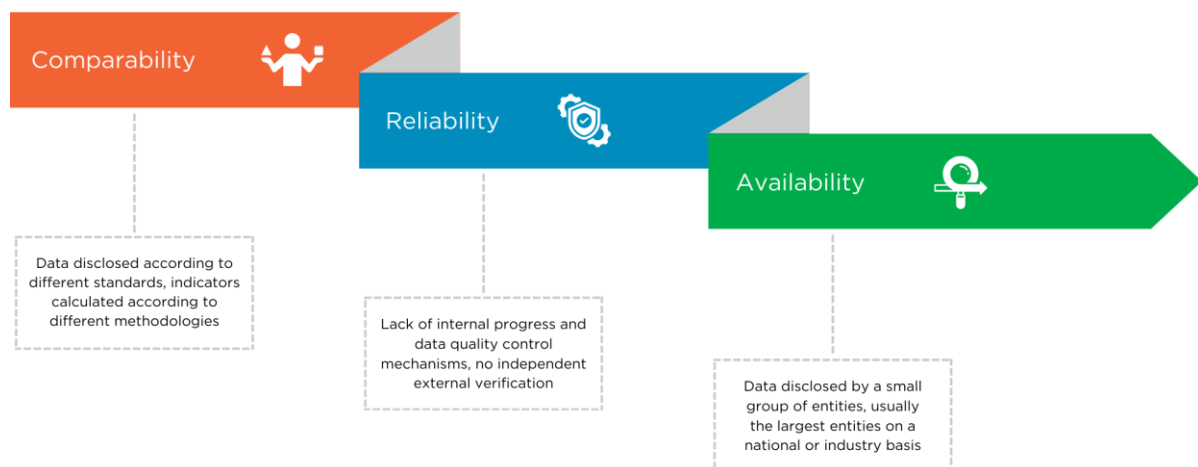 Comparability
Reliability
Availability
Data disclosed according to
different standards, indicators
calculated according to
different methodologies
Lack of internal progress and
data quality control
mechanisms, no independent
external verification
Data disclosed by a small
group of entities, usually
the largest entities on a
national or industry basis